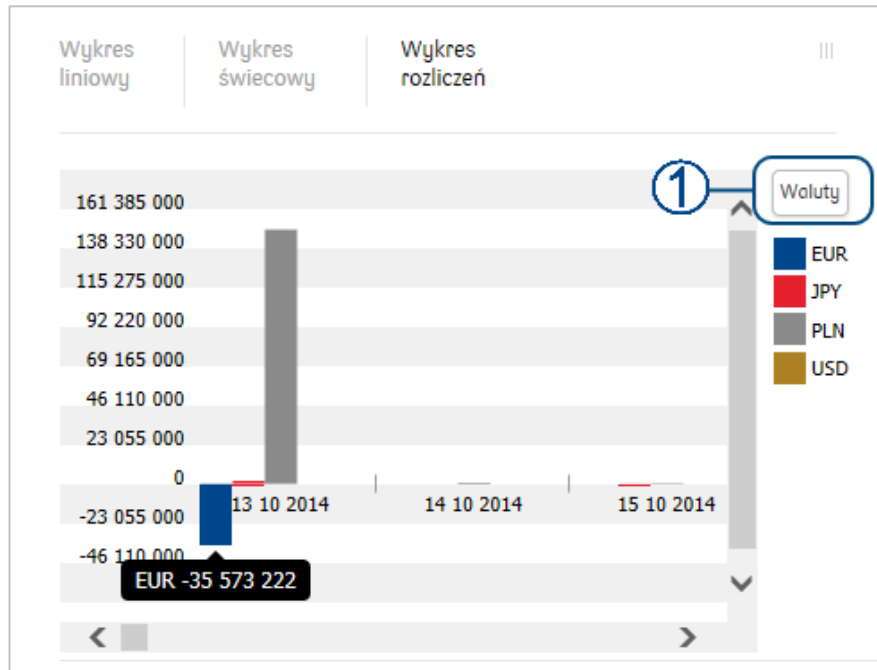 Wykres
liniowy
Wykres
świecowy
Wykres
rozliczeń
1
Waluty
161 385 000
138 330 000
115 275 000
92 220 000
69 165 000
46 110 000
23 055 000
0
-23 055 000
-46 110 000
13 10 2014
14 10 2014
15 10 2014
EUR -35 573 222
EUR
JPY
PLN
USD